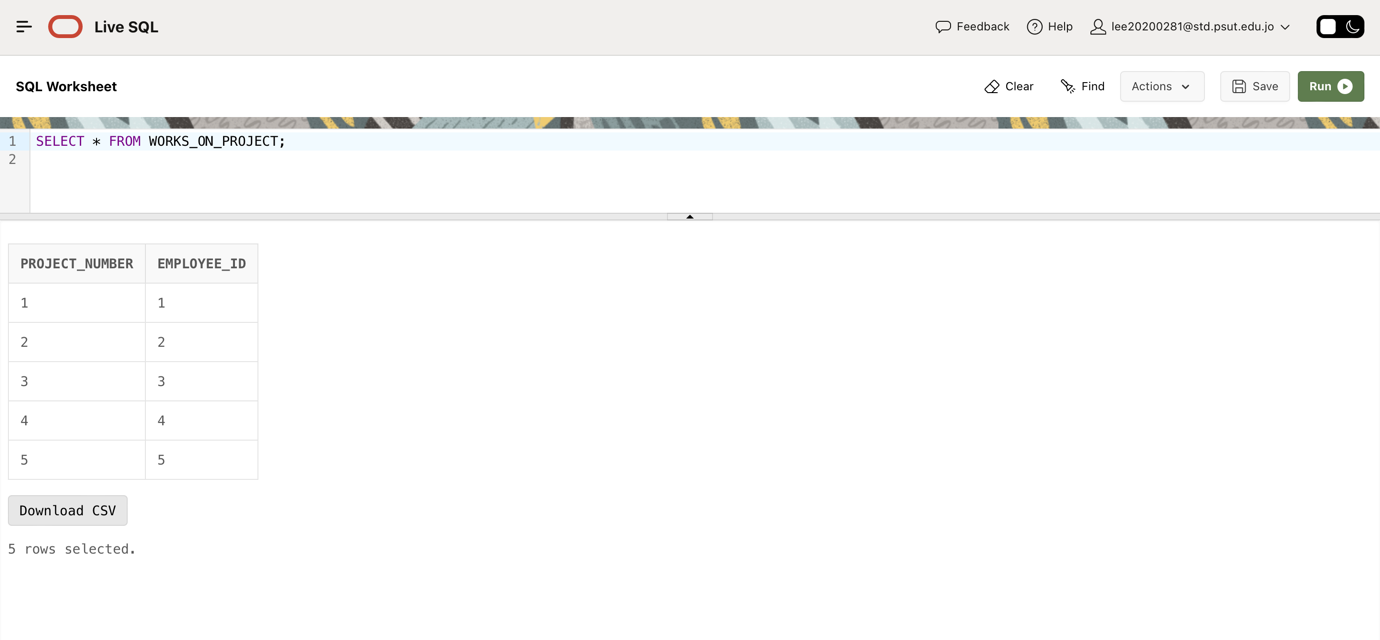 Live SQL
Feedback Help lee20200281@std.psut.edu.jo
SQL Worksheet
Clear Find Actions Save Run
1 SELECT * FROM WORKS_ON_PROJECT;
2
PROJECT_NUMBER EMPLOYEE_ID
1 1
2 2
3 3
4 4
5 5
Download CSV
5 rows selected.